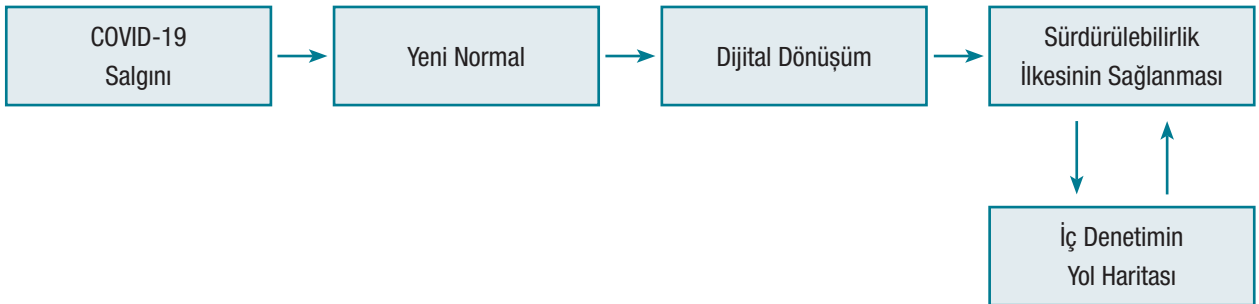 COVID-19
Salgını
Yeni Normal
Dijital Dönüşüm
Sürdürülebilirlik
İlkesinin Sağlanması
İç Denetimin
Yol Haritası